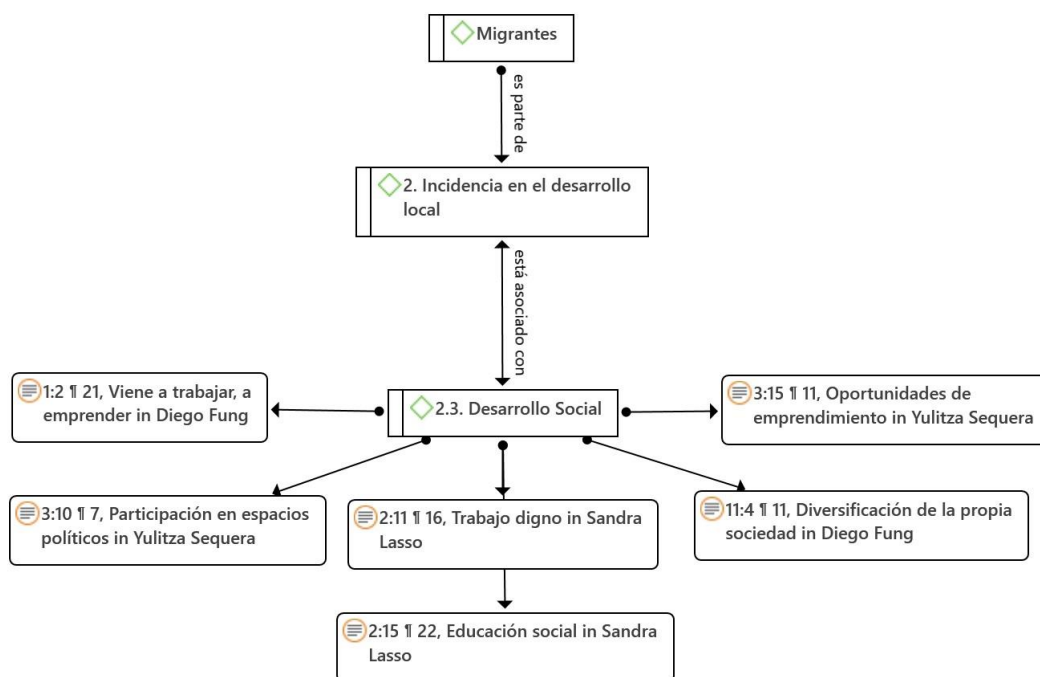 Migrantes
es parte de
2. Incidencia en el desarrollo
local
está asociado con
1:2 ¶ 21, Viene a trabajar, a
emprender in Diego Fung
2.3. Desarrollo Social
3:15 ¶ 11, Oportunidades de
emprendimiento in Yulitza Sequera
3:10 ¶ 7, Participación en espacios
políticos in Yulitza Sequera
2:11 ¶ 16, Trabajo digno in Sandra
Lasso
11:4 ¶ 11, Diversificación de la propia
sociedad in Diego Fung
2:15 ¶ 22, Educación social in Sandra
Lasso